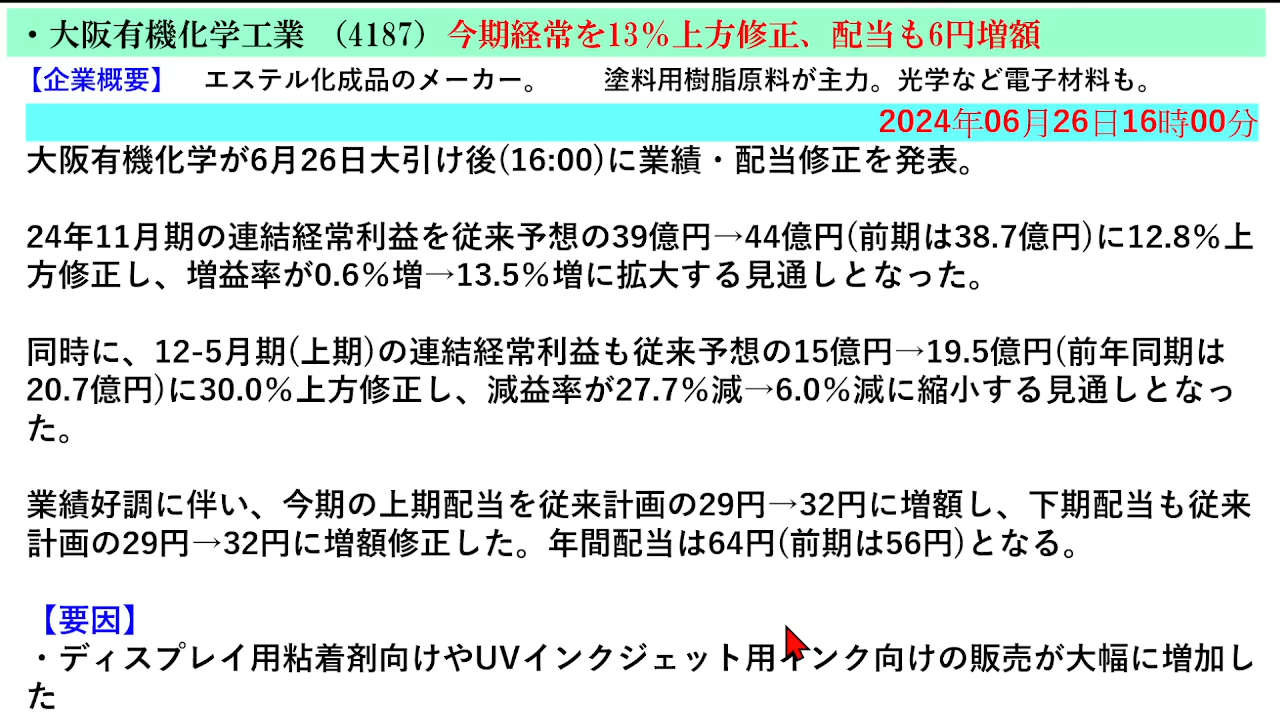 ・大阪有機化学工業 （4187）今期経常を13％上方修正、配当も6円増額
【企業概要】 エステル化成品のメーカー。 塗料用樹脂原料が主力。光学など電子材料も。
2024年06月26日16時00分
大阪有機化学が6月26日大引け後(16:00)に業績・配当修正を発表。
24年11月期の連結経常利益を従来予想の39億円→44億円(前期は38.7億円)に12.8％上
方修正し、増益率が0.6％増→13.5％増に拡大する見通しとなった。
同時に、12-5月期(上期)の連結経常利益も従来予想の15億円→19.5億円(前年同期は
20.7億円)に30.0％上方修正し、減益率が27.7％減→6.0％減に縮小する見通しとなっ
た。
業績好調に伴い、今期の上期配当を従来計画の29円→32円に増額し、下期配当も従来
計画の29円→32円に増額修正した。年間配当は64円(前期は56円)となる。
【要因】
・ディスプレイ用粘着剤向けやUVインクジェット用インク向けの販売が大幅に増加し
た